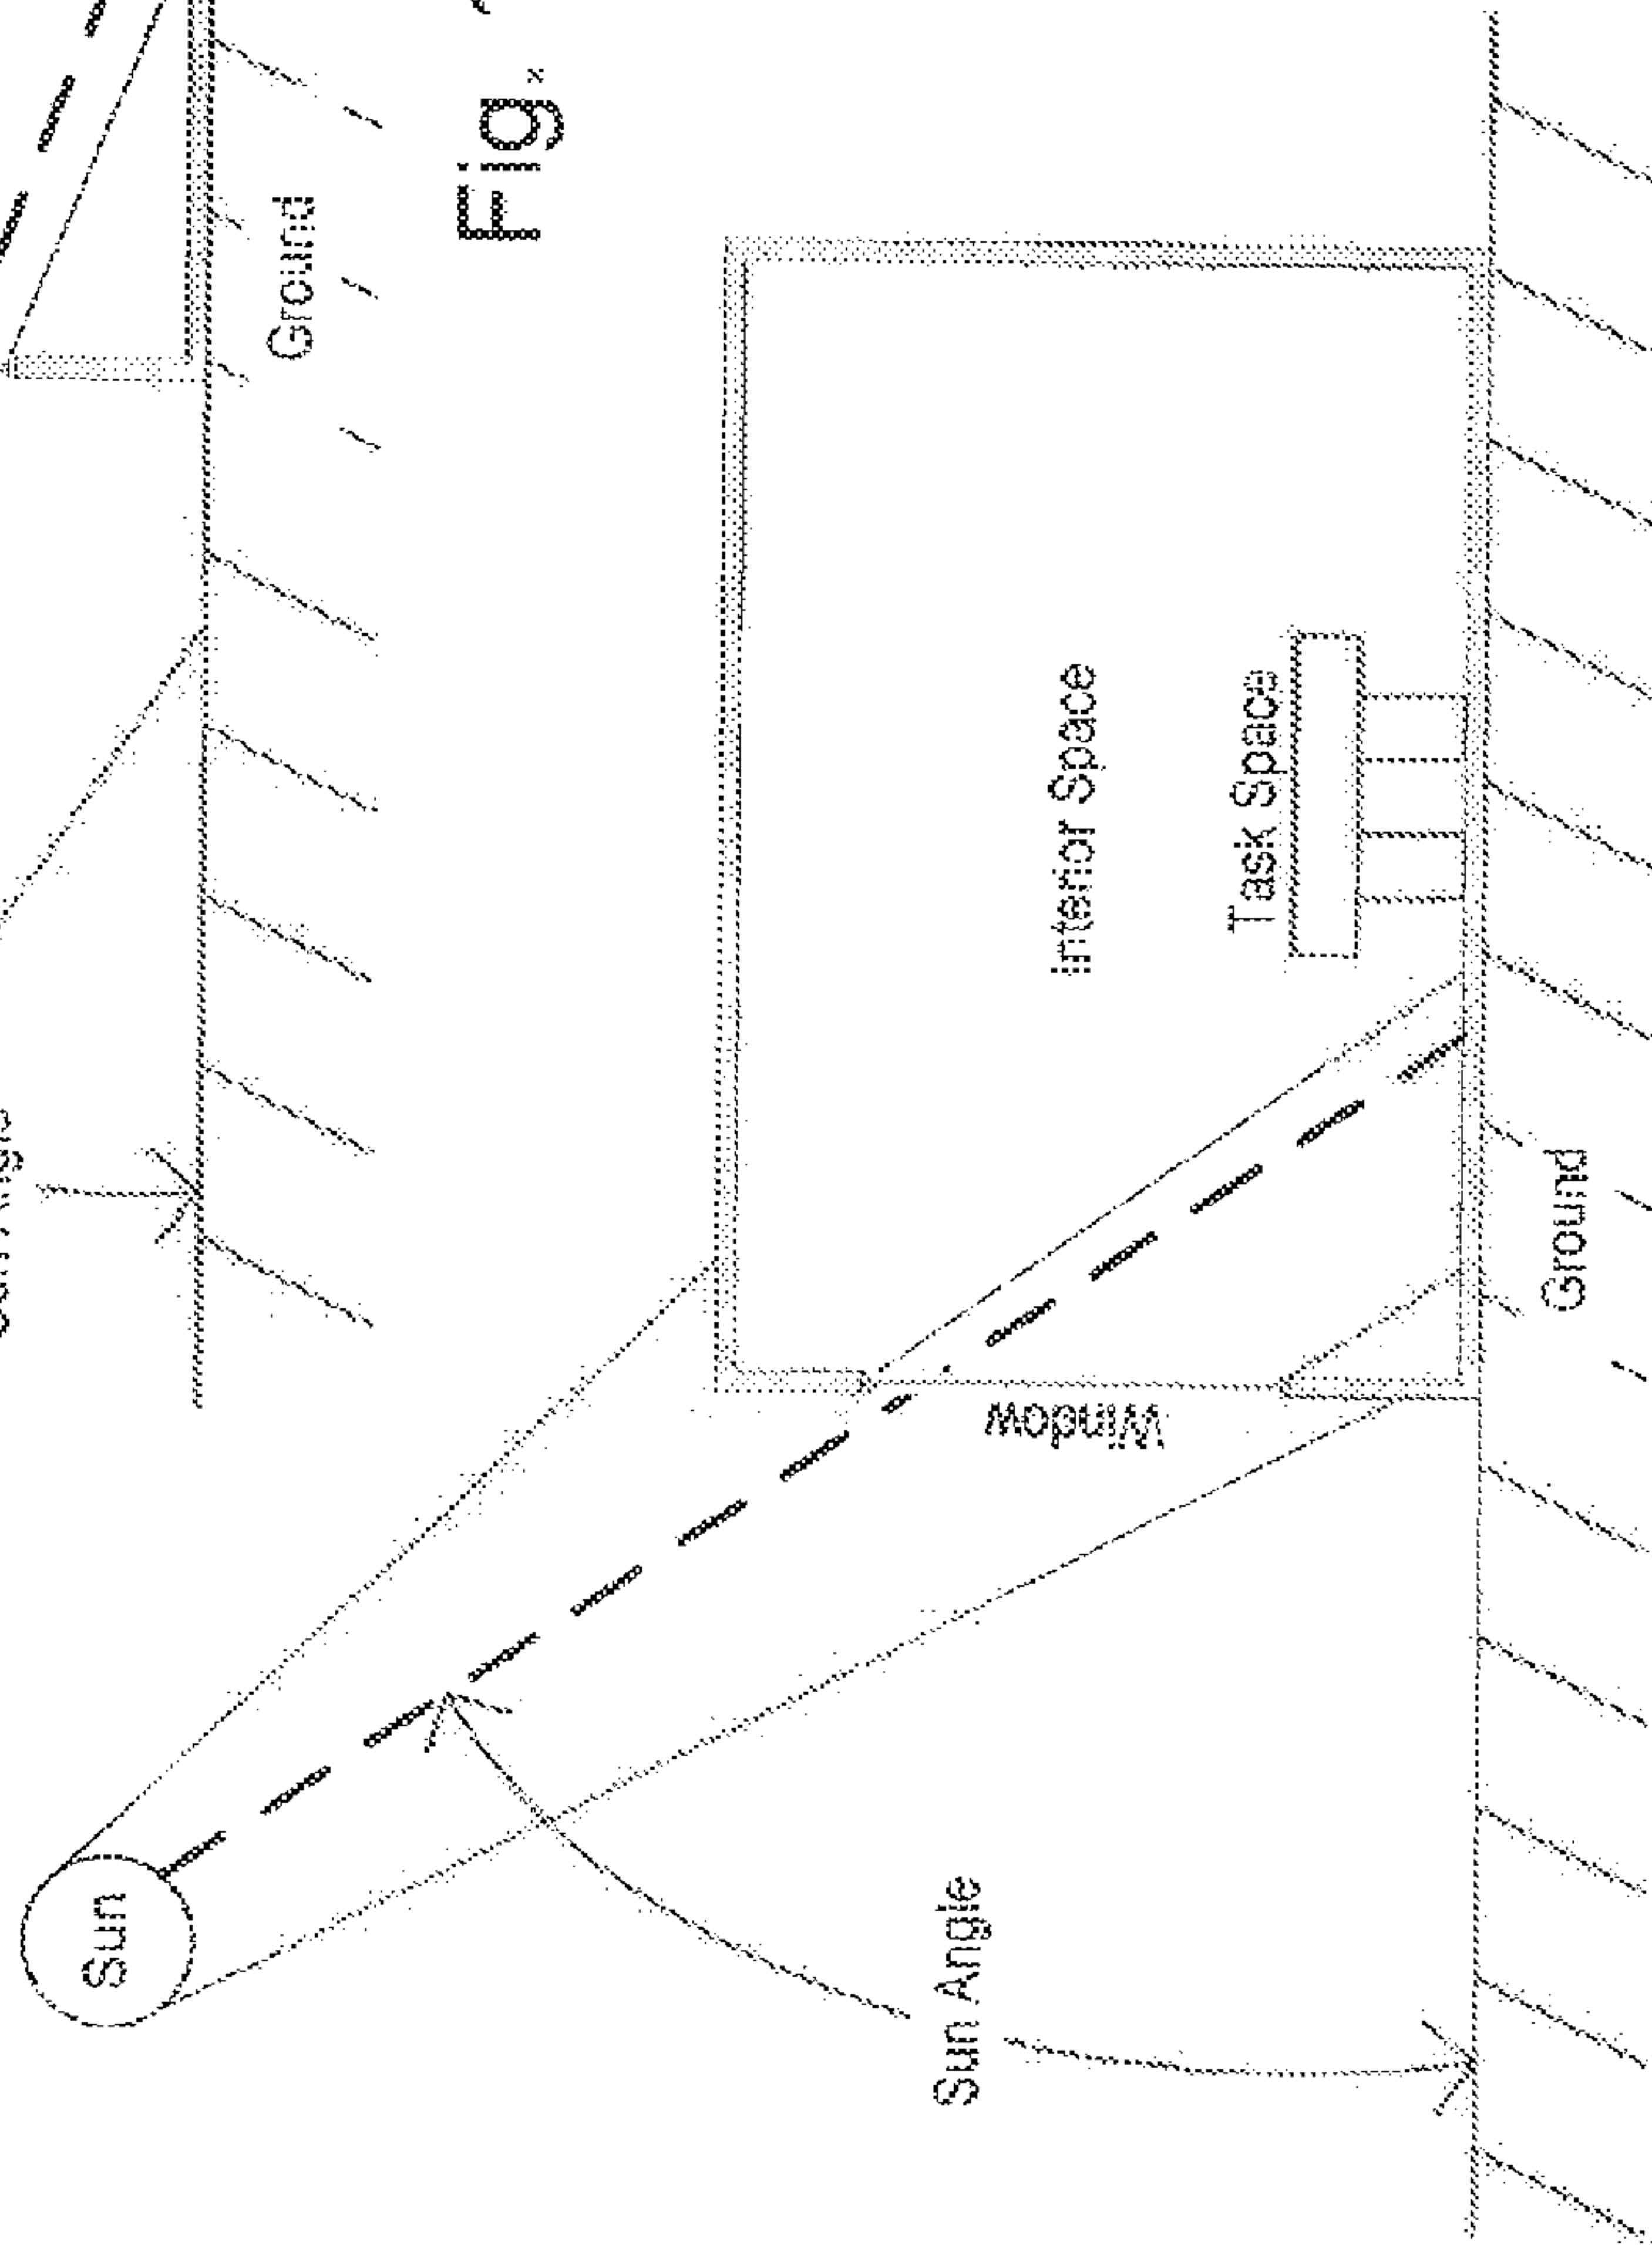 Ground
Fig.
Sun
Sun Angle
Window
Interior Space
Task Space
Ground